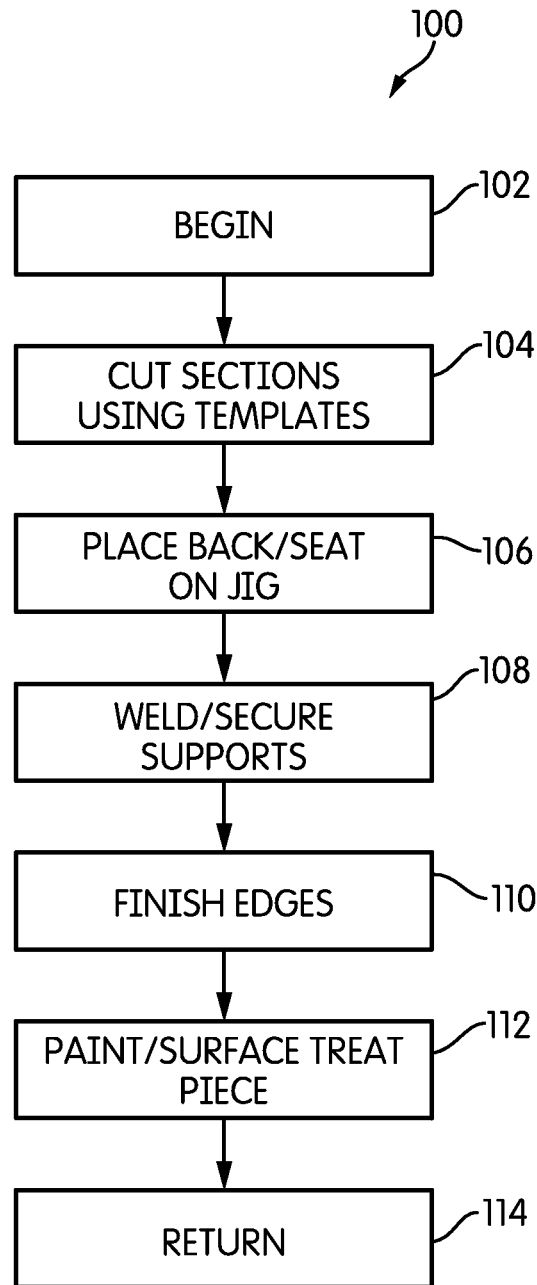 100
102
BEGIN
104
CUT SECTIONS
USING TEMPLATES
106
PLACE BACK/SEAT
ON JIG
108
WELD/SECURE
SUPPORTS
110
FINISH EDGES
112
PAINT/SURFACE TREAT
PIECE
114
RETURN